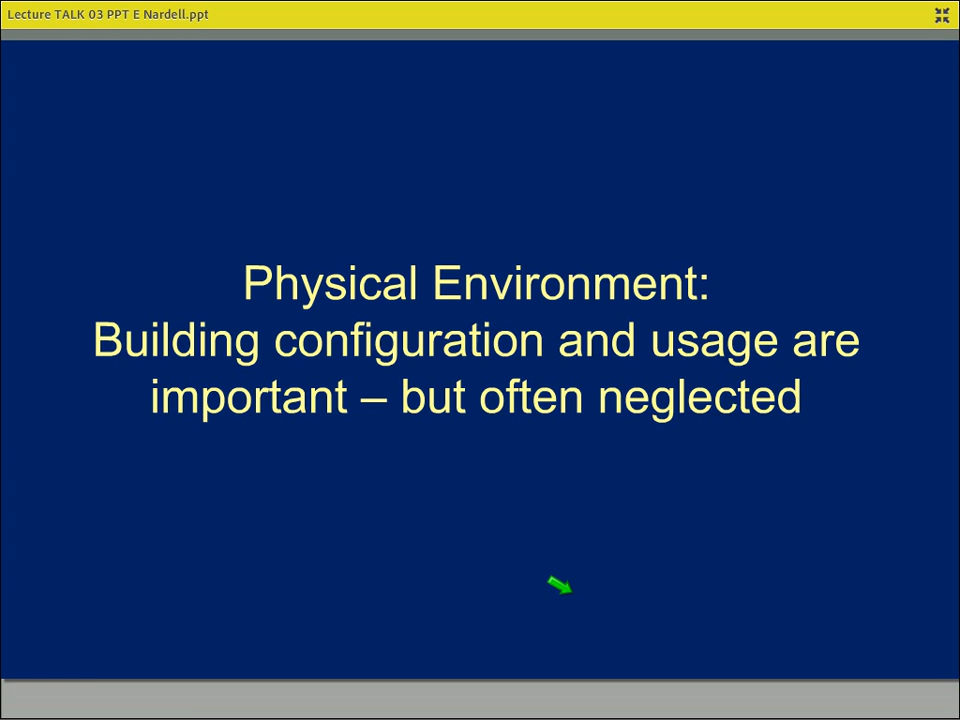 Lecture TALK 03 PPT E Nardell.ppt
Physical Environment:
Building configuration and usage are
important – but often neglected